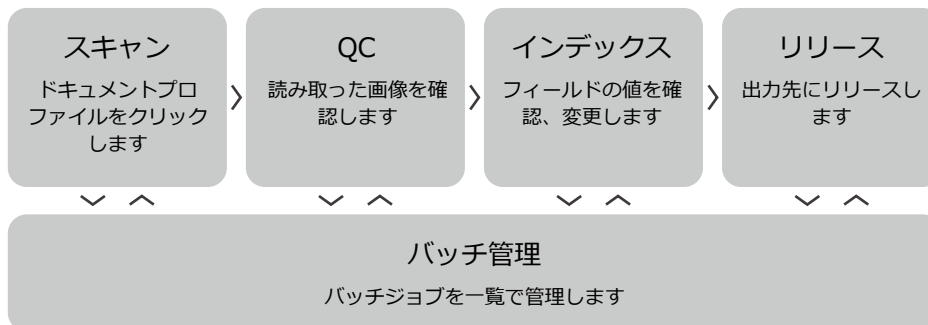 スキャン
ドキュメントプロ
ファイルをクリック
します
QC
読み取った画像を確
認します
インデックス
フィールドの値を確
認、変更します
リリース
出力先にリリースし
ます
バッチ管理
バッチジョブを一覧で管理します